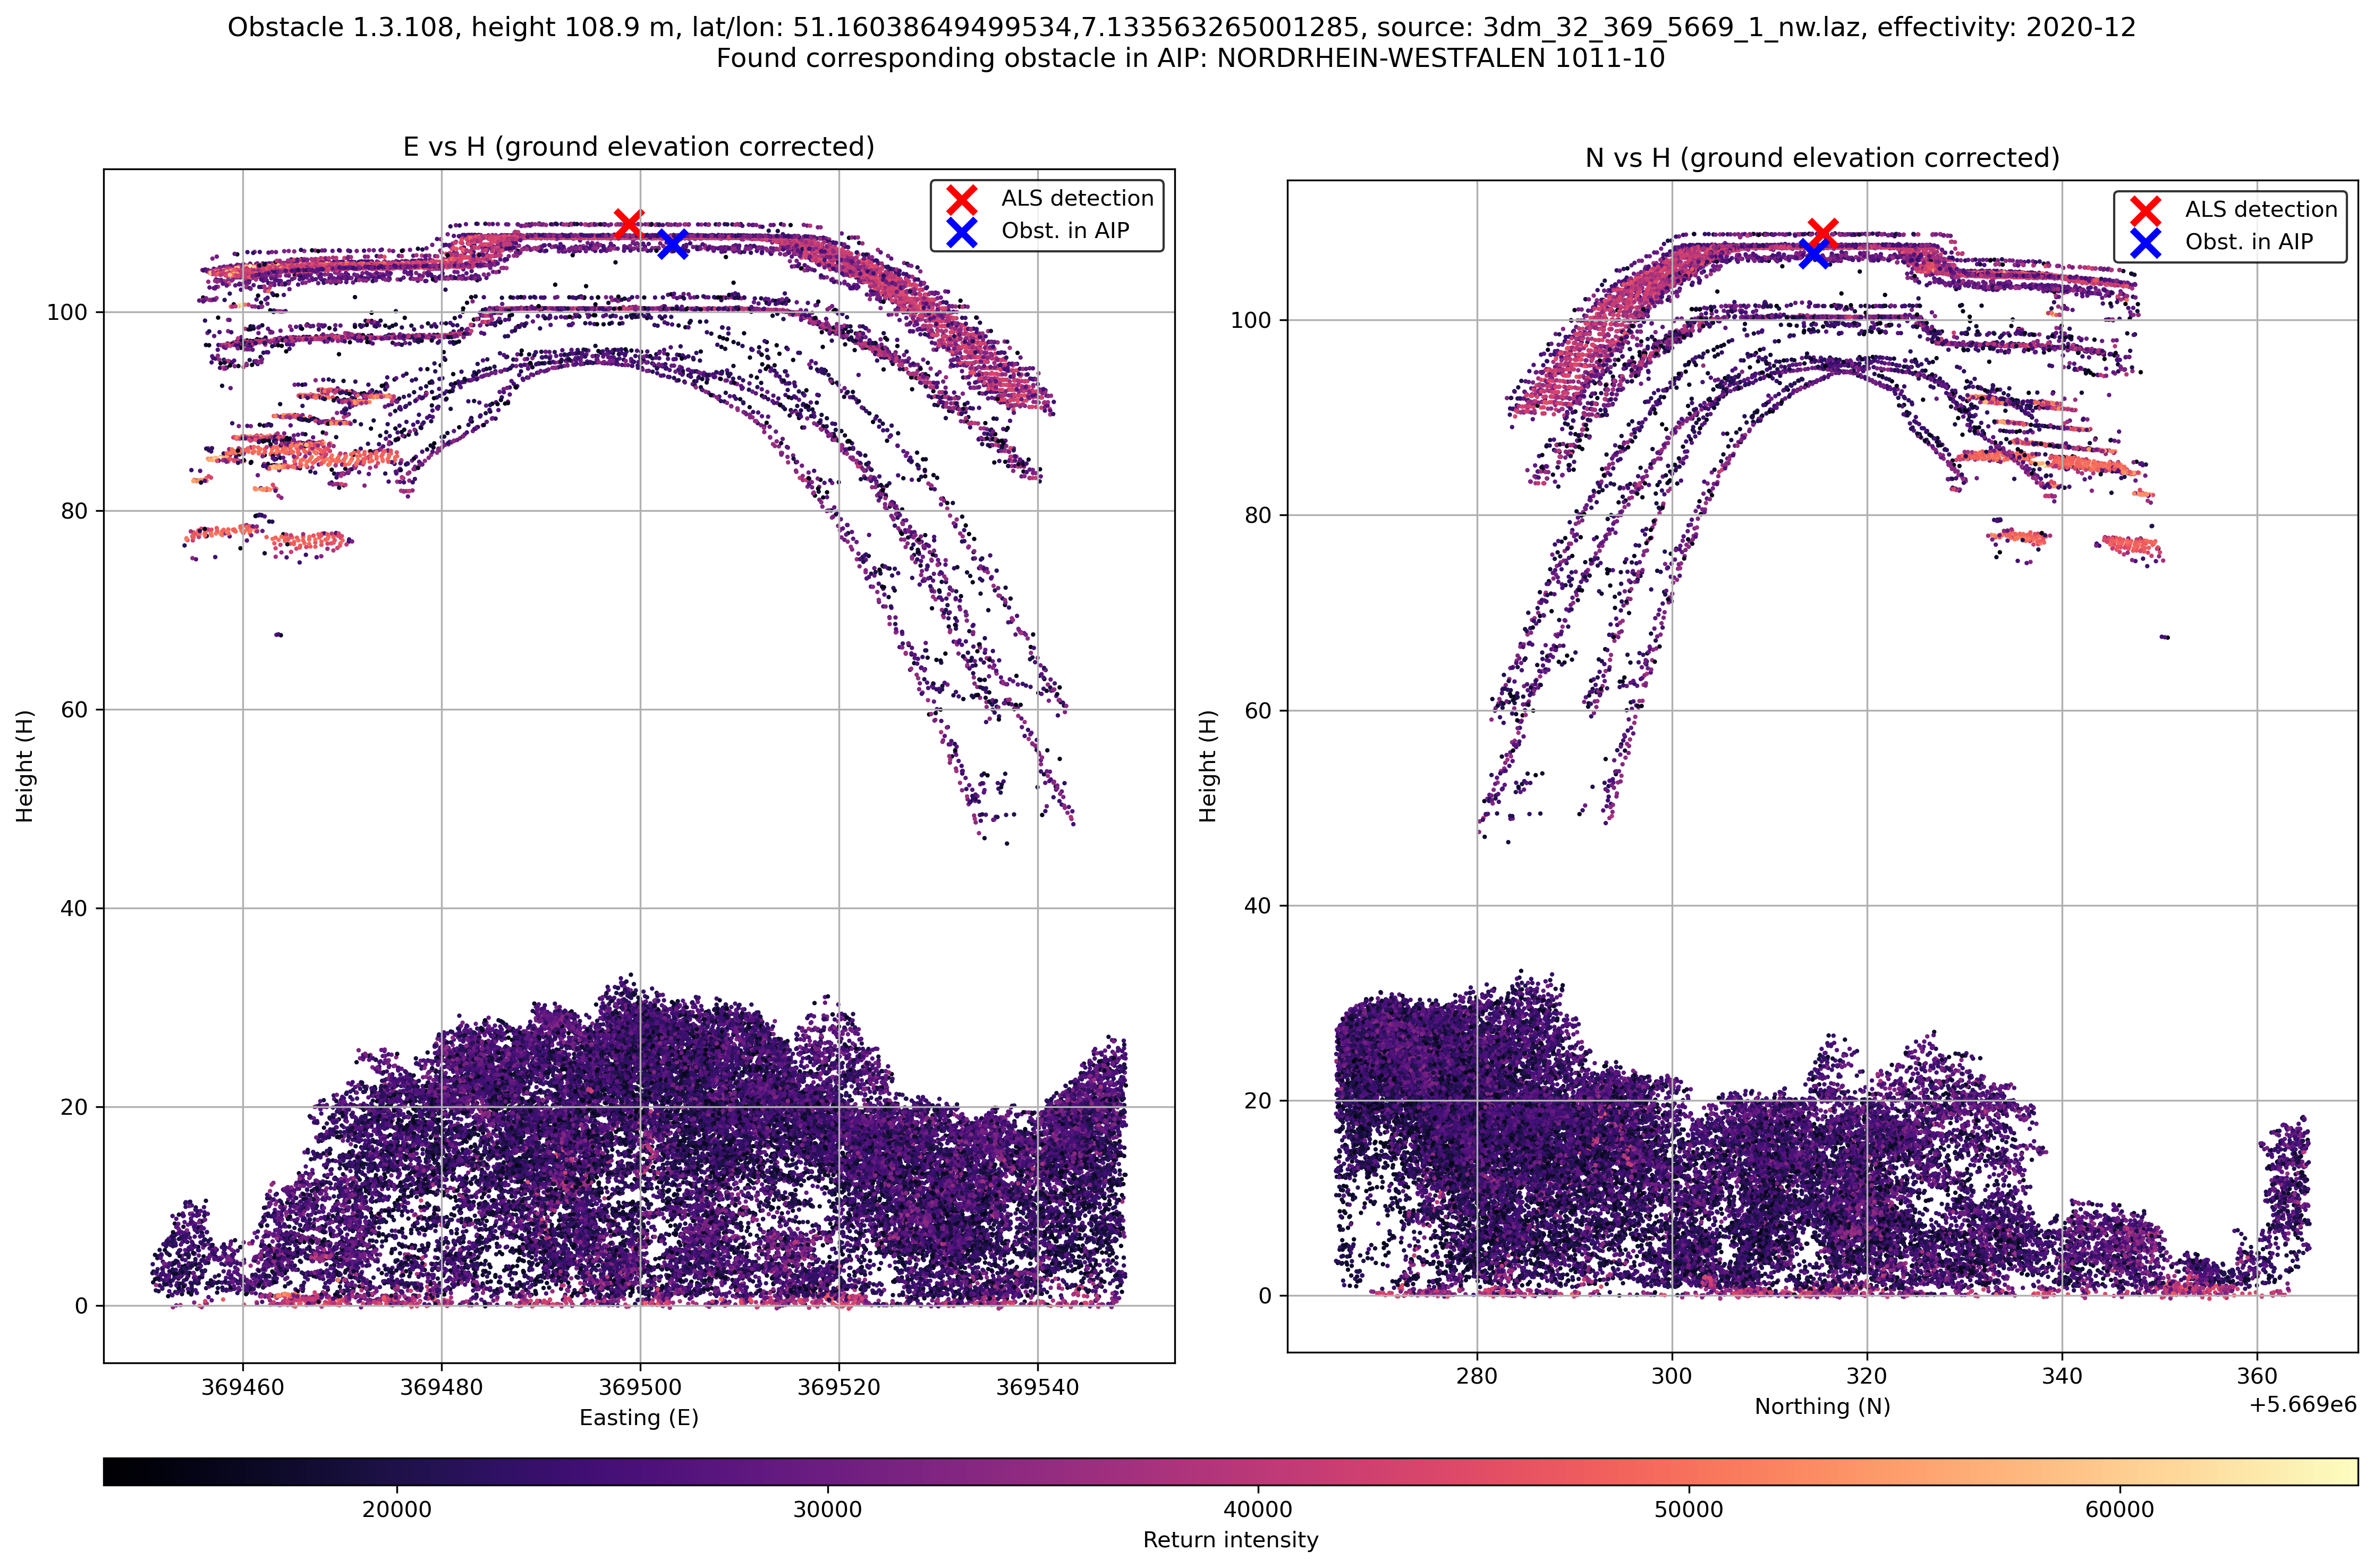 Obstacle 1.3.108, height 108.9 m, lat/lon: 51.16038649499534,7.133563265001285, source: 3dm_32_369_5669_1_nw.laz, effectivity: 2020-12
Found corresponding obstacle in AIP: NORDRHEIN-WESTFALEN 1011-10
E vs H (ground elevation corrected)
ALS detection
Obst. in AIP
Height (H)
100
80
60
40
20
0
369460 369480 369500 369520 369540
Easting (E)
N vs H (ground elevation corrected)
ALS detection
Obst. in AIP
Height (H)
100
80
60
40
20
0
280 300 320 340 360
+5.669e6
Northing (N)
20000 30000 40000 50000 60000
Return intensity